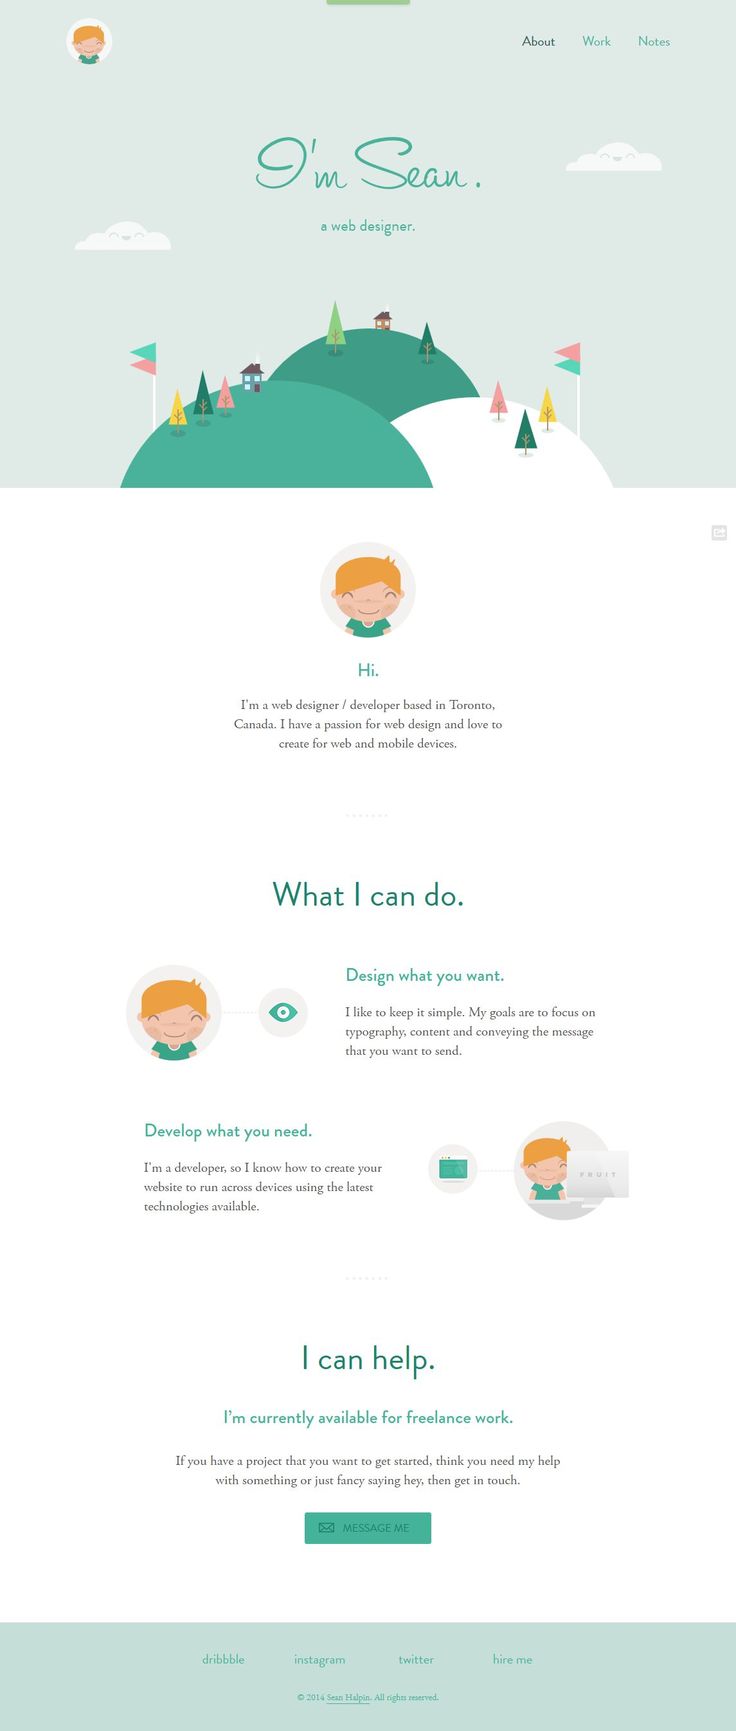 About Work Notes
I'm Sean.
a web designer.
Hi.
I'm a web designer / developer based in Toronto,
Canada. I have a passion for web design and love to
create for web and mobile devices.
What I can do.
Design what you want.
I like to keep it simple. My goals are to focus on
typography, content and conveying the message
that you want to send.
Develop what you need.
I'm a developer, so I know how to create your
website to run across devices using the latest
technologies available.
FRUIT
I can help.
I'm currently available for freelance work.
If you have a project that you want to get started, think you need my help
with something or just fancy saying hey, then get in touch.
MESSAGE ME
dribbble instagram twitter hire me
© 2014 Sean Halpin. All rights reserved.